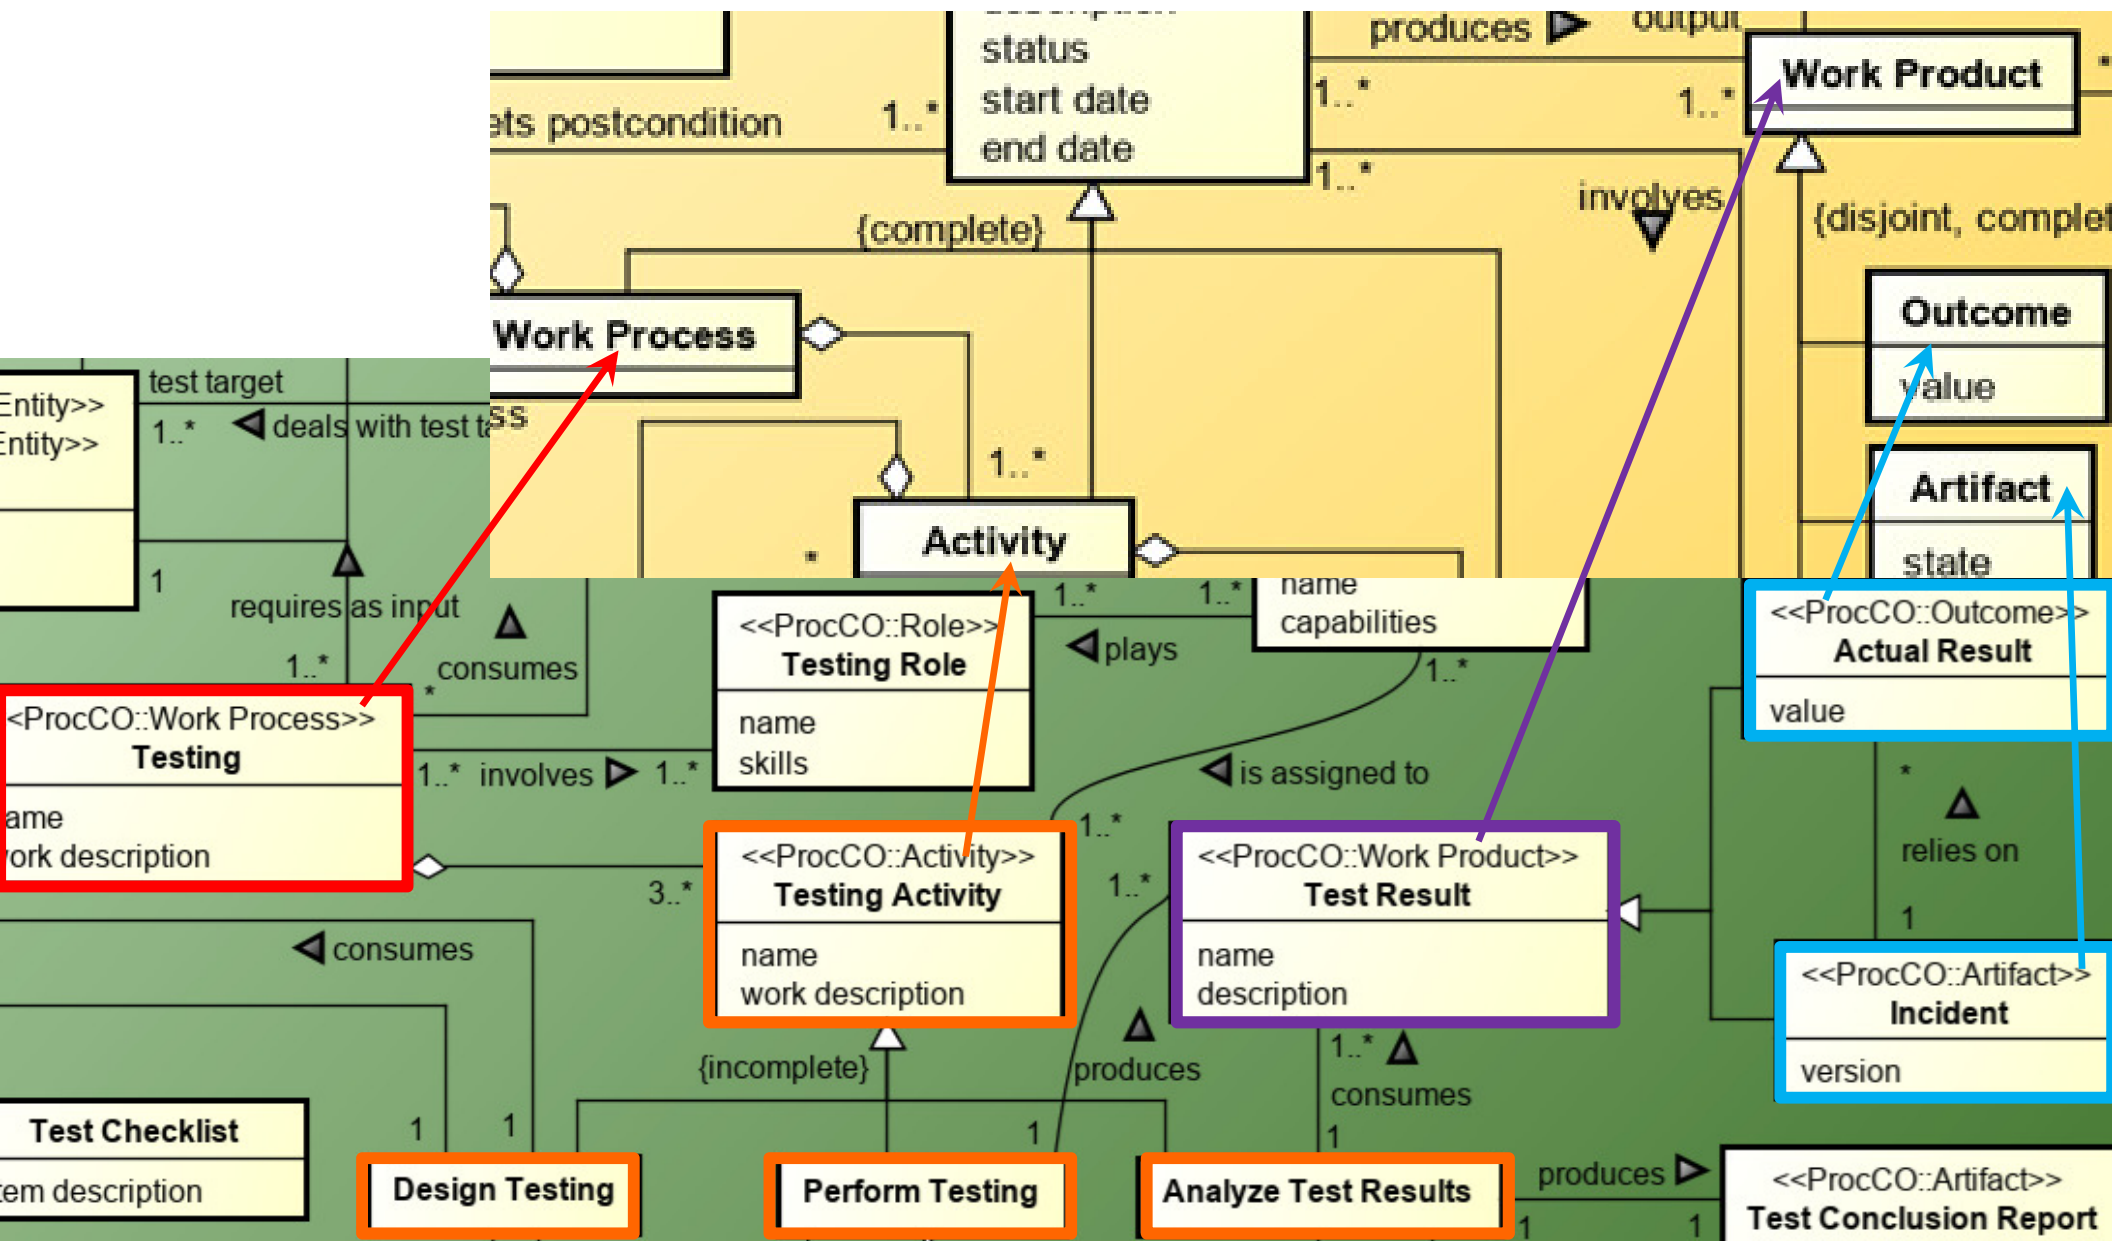 produces
output
status
Work Product
*
start date
1..*
1..*
1..*
ets postcondition
end date
1..*
involves
{complete}
{disjoint, complet
Outcome
Work Process
value
test target
Entity>>
1..*
deals with test ta
ss
Entity>>
1..*
Artifact
Activity
*
state
1
requires as input
1..*
1..*
name
capabilities
<<ProcCO::Role>>
Testing Role
plays
<<ProcCO::Outcome>>
Actual Result
1..*
consumes
*
1..*
<ProcCO::Work Process>>
Testing
name
skills
value
1..*
involves
1..*
is assigned to
*
ame
ork description
1..*
relies on
<<ProcCO::Activity>>
Testing Activity
3..*
1..*
<<ProcCO::Work Product>>
Test Result
1
consumes
name
work description
name
description
<<ProcCO::Artifact>>
Incident
{incomplete}
produces
1..*
consumes
version
Test Checklist
1
1
1
1
tem description
Design Testing
Perform Testing
Analyze Test Results
produces
1
1
<<ProcCO::Artifact>>
Test Conclusion Report